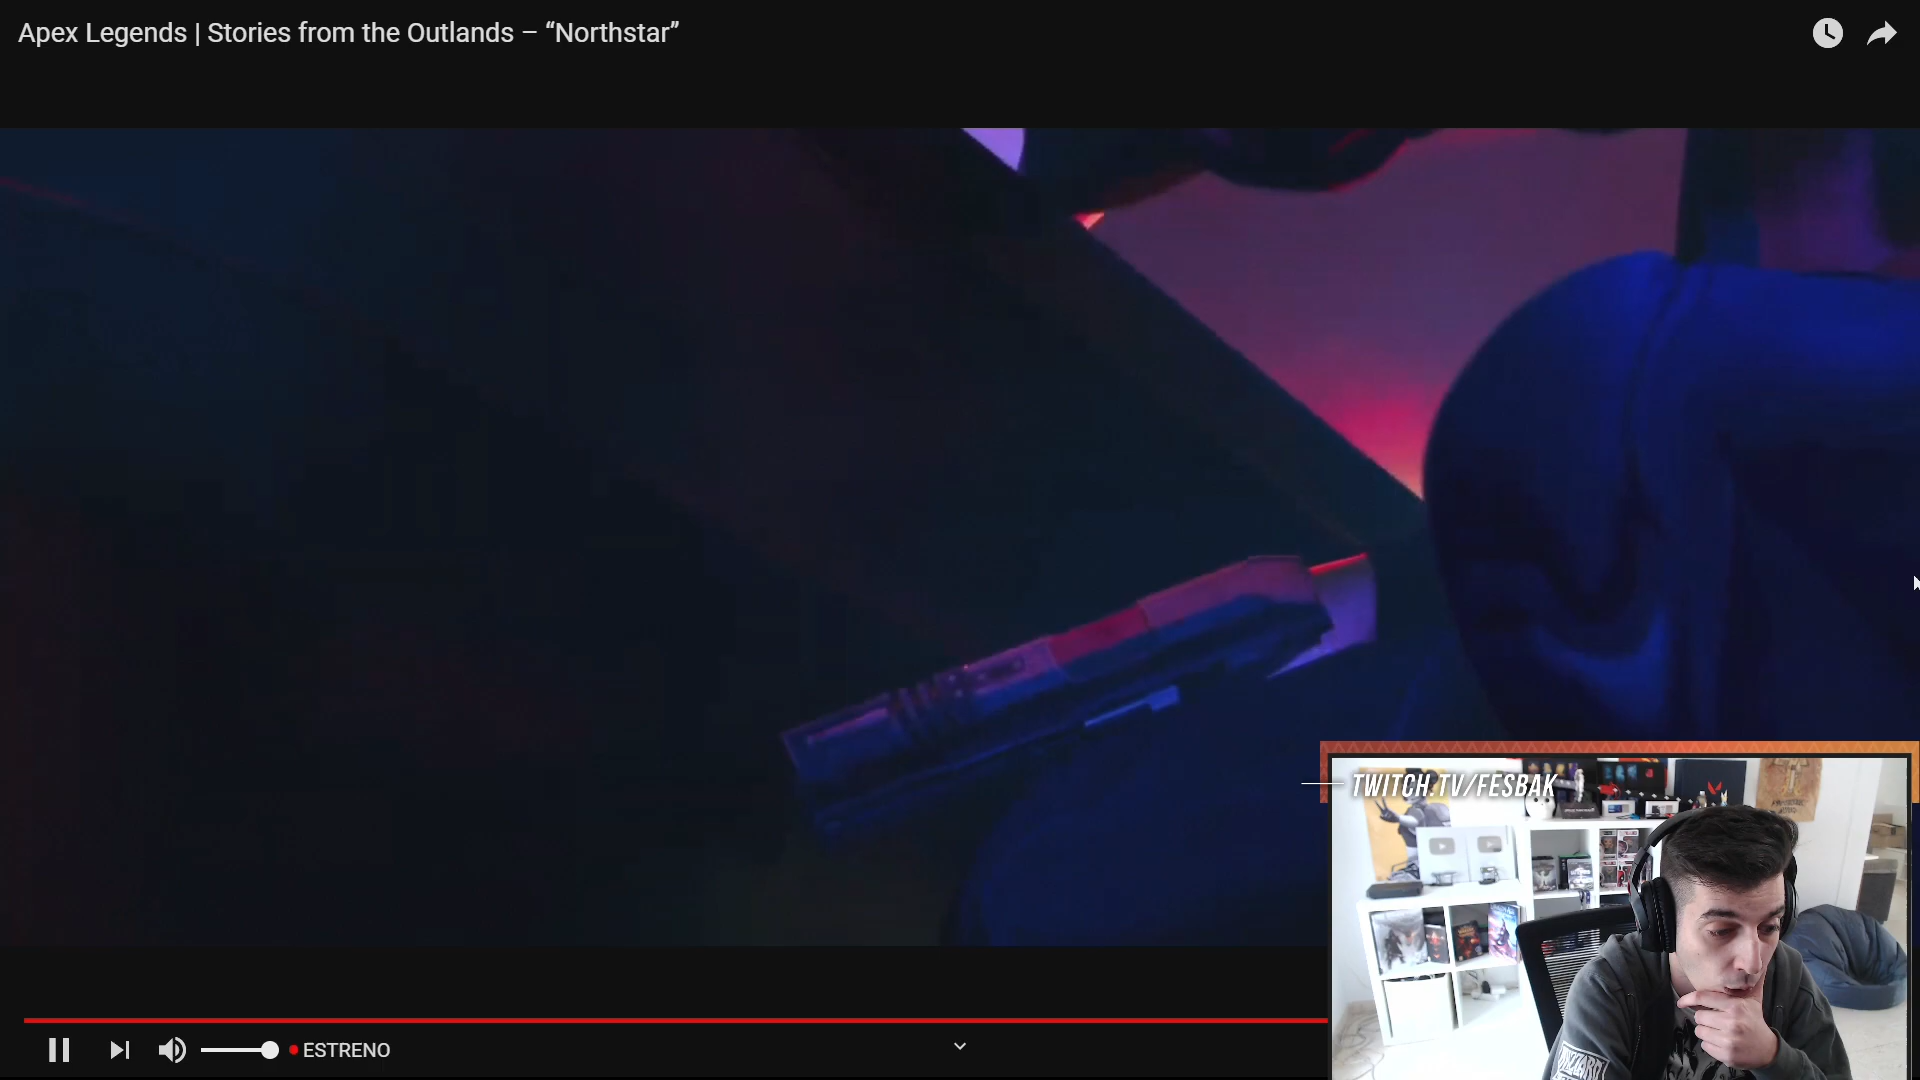 Apex Legends | Stories from the Outlands – “Northstar”
TWITCH.TV/FESBAK
ESTRENO